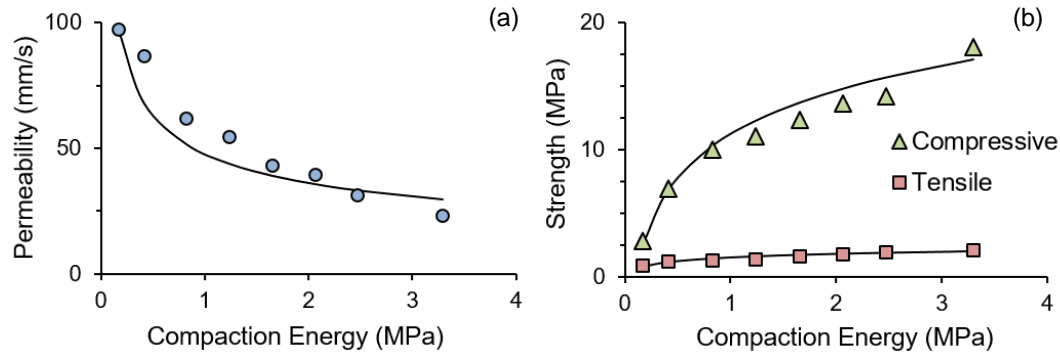 (a)
100
50
0
0 1 2 3 4
Permeability (mm/s)
Compaction Energy (MPa)
(b)
20
10
0
0 1 2 3 4
Strength (MPa)
Compressive
Tensile
Compaction Energy (MPa)